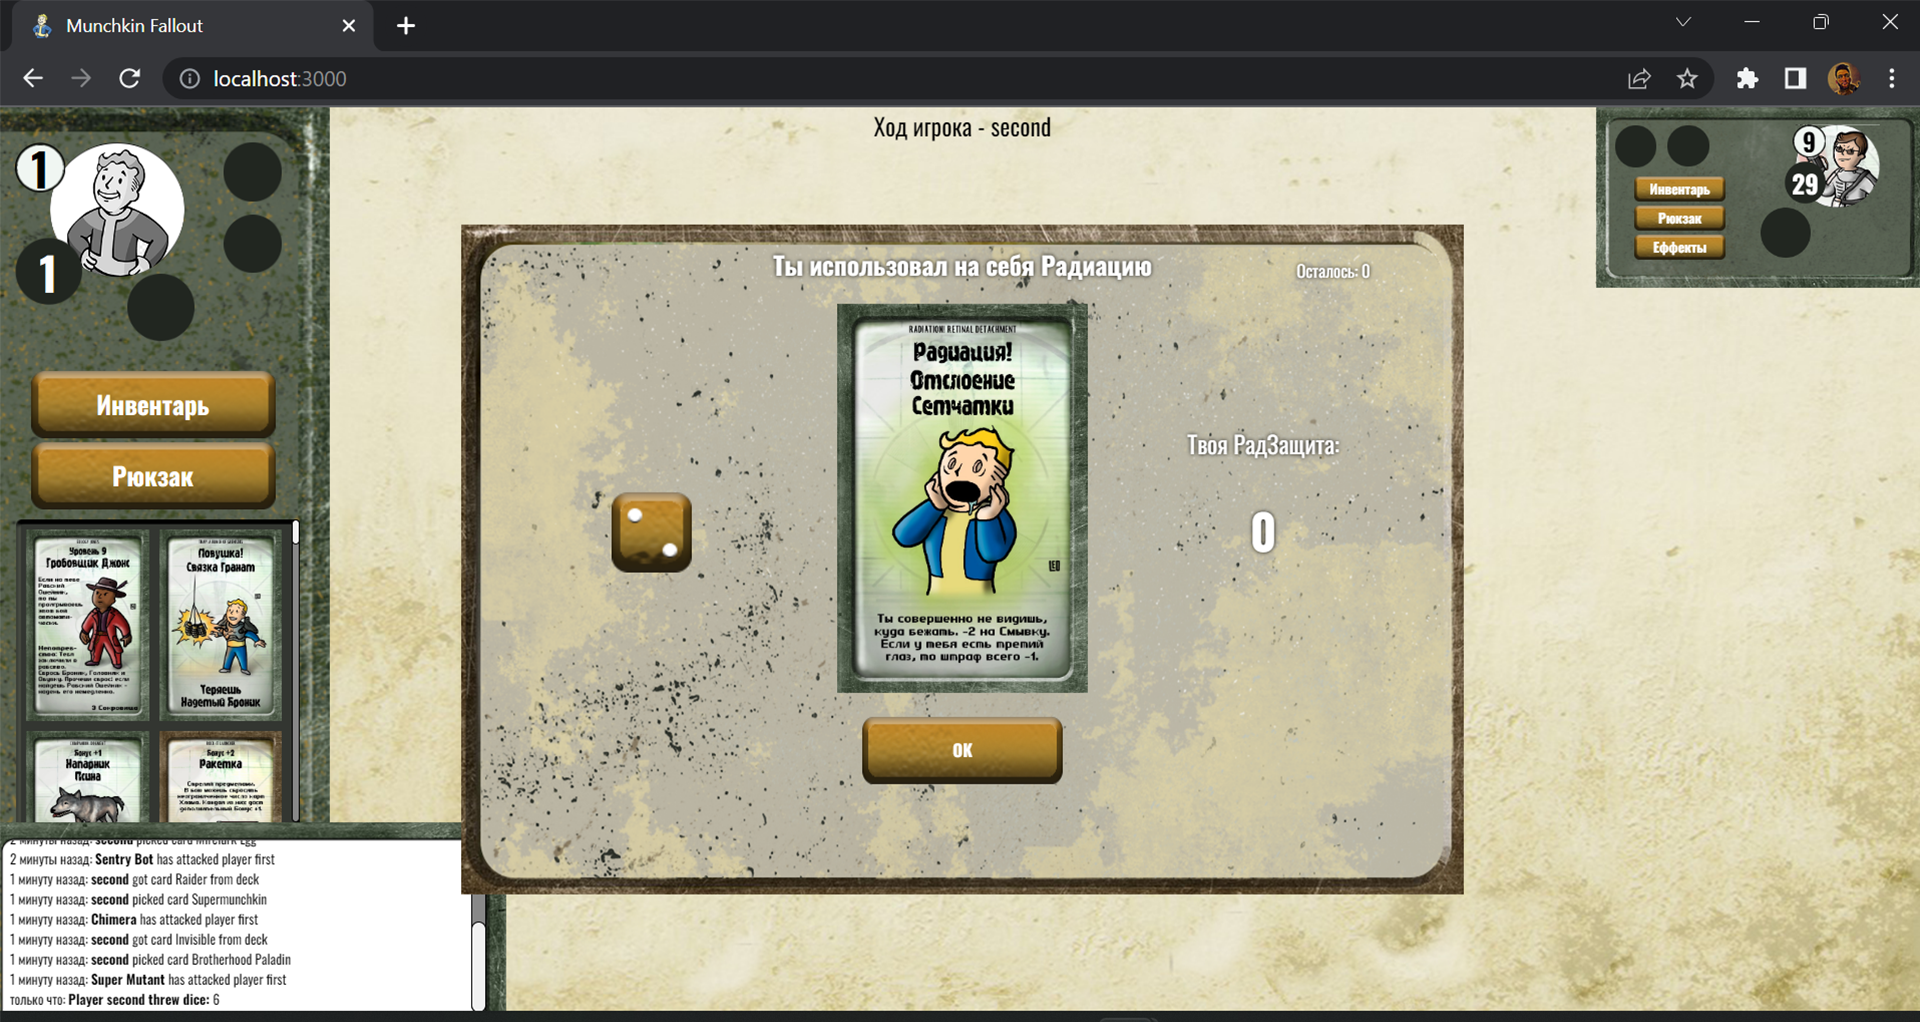 Munchkin Fallout
localhost:3000
Ход игрока - second
1
1
Инвентарь
Рюкзак
9
29
Инвентарь
Рюкзак
Еффекты
Ты использовал на себя Радиацию
Осталось: 0
RADIATION! RETINAL DETACHMENT
Радиация!
Отслоение
Сетчатки
LEO
Ты совершенно не видишь,
куда бежать. -2 на Смывку.
Если у тебя есть третий
глаз, то штраф всего -1.
Твоя РадЗащита:
0
OK
Уровень 9
Гробовщик Джонс
3 Сокровища
Ловушка!
Связка Гранат
Теряешь
Надетый Броник
Бонус +1
Напарник
Псина
Бонус +2
Ракетка
2 минуты назад: second picked card Mirelurk Egg
2 минуты назад: Sentry Bot has attacked player first
1 минуту назад: second got card Raider from deck
1 минуту назад: second picked card Supermunchkin
1 минуту назад: Chimera has attacked player first
1 минуту назад: second got card Invisible from deck
1 минуту назад: second picked card Brotherhood Paladin
1 минуту назад: Super Mutant has attacked player first
только что: Player second threw dice: 6